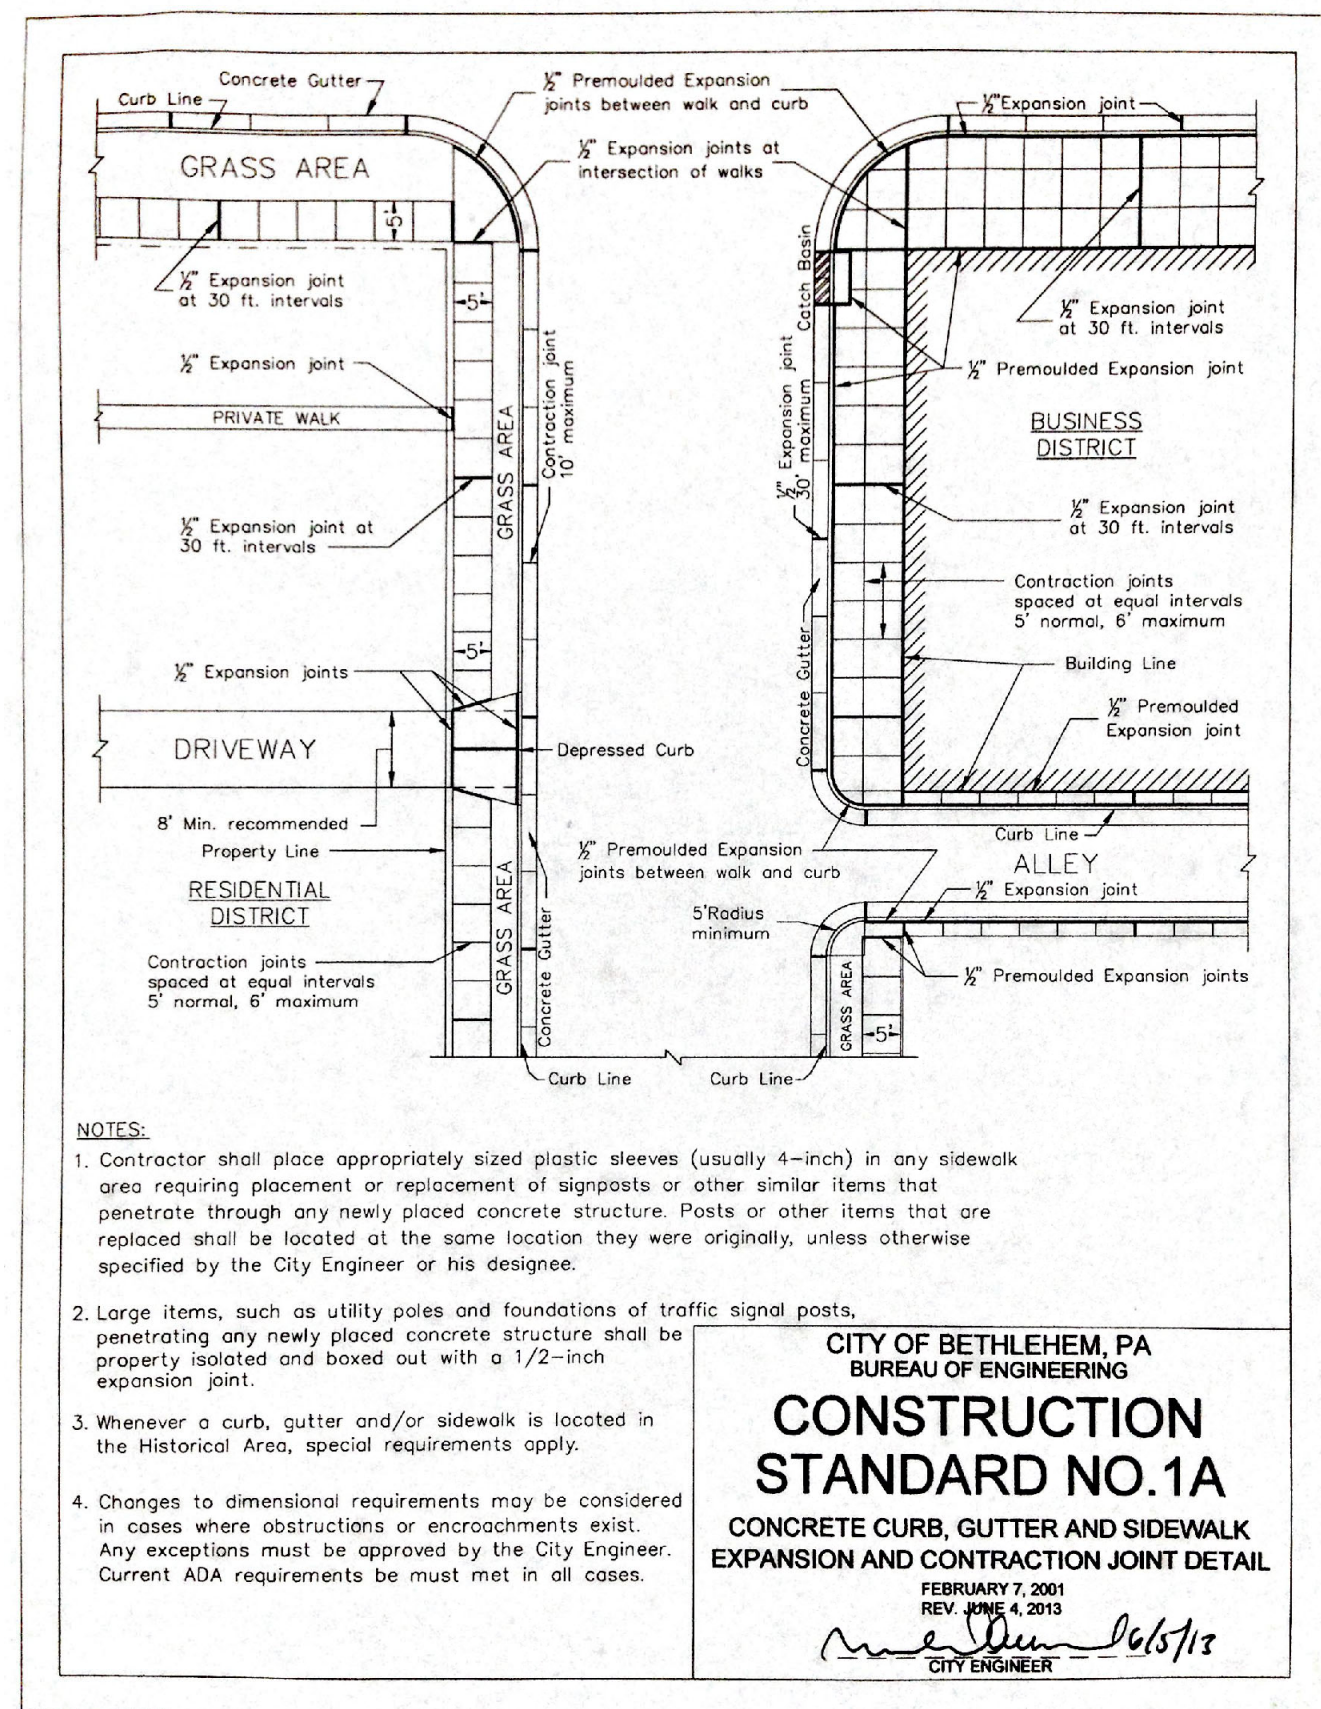 Concrete Gutter
Curb Line
½" Premoulded Expansion
joints between walk and curb
½" Expansion joint
½" Expansion joints at
intersection of walks
GRASS AREA
5'
Catch Basin
½" Expansion joint
at 30 ft. intervals
5'
½" Expansion joint
at 30 ft. intervals
½" Expansion joint
Contraction joint
10' maximum
½" Expansion joint
30' maximum
½" Premoulded Expansion joint
PRIVATE WALK
GRASS AREA
BUSINESS
DISTRICT
½" Expansion joint at
30 ft. intervals
½" Expansion joint
at 30 ft. intervals
Contraction joints
spaced at equal intervals
5' normal, 6' maximum
5'
½" Expansion joints
Concrete Gutter
Building Line
½" Premoulded
Expansion joint
DRIVEWAY
Depressed Curb
8' Min. recommended
Property Line
RESIDENTIAL
DISTRICT
GRASS AREA
Concrete Gutter
½" Premoulded Expansion
joints between walk and curb
Curb Line
ALLEY
½" Expansion joint
5'Radius
minimum
Contraction joints
spaced at equal intervals
5' normal, 6' maximum
½" Premoulded Expansion joints
GRASS AREA
5'
Curb Line
Curb Line
NOTES:
1. Contractor shall place appropriately sized plastic sleeves (usually 4-inch) in any sidewalk
area requiring placement or replacement of signposts or other similar items that
penetrate through any newly placed concrete structure. Posts or other items that are
replaced shall be located at the same location they were originally, unless otherwise
specified by the City Engineer or his designee.
2. Large items, such as utility poles and foundations of traffic signal posts,
penetrating any newly placed concrete structure shall be
property isolated and boxed out with a 1/2-inch
expansion joint.
3. Whenever a curb, gutter and/or sidewalk is located in
the Historical Area, special requirements apply.
4. Changes to dimensional requirements may be considered
in cases where obstructions or encroachments exist.
Any exceptions must be approved by the City Engineer.
Current ADA requirements be must met in all cases.
CITY OF BETHLEHEM, PA
BUREAU OF ENGINEERING
CONSTRUCTION
STANDARD NO.1A
CONCRETE CURB, GUTTER AND SIDEWALK
EXPANSION AND CONTRACTION JOINT DETAIL
FEBRUARY 7, 2001
REV. JUNE 4, 2013
6/5/13
CITY ENGINEER